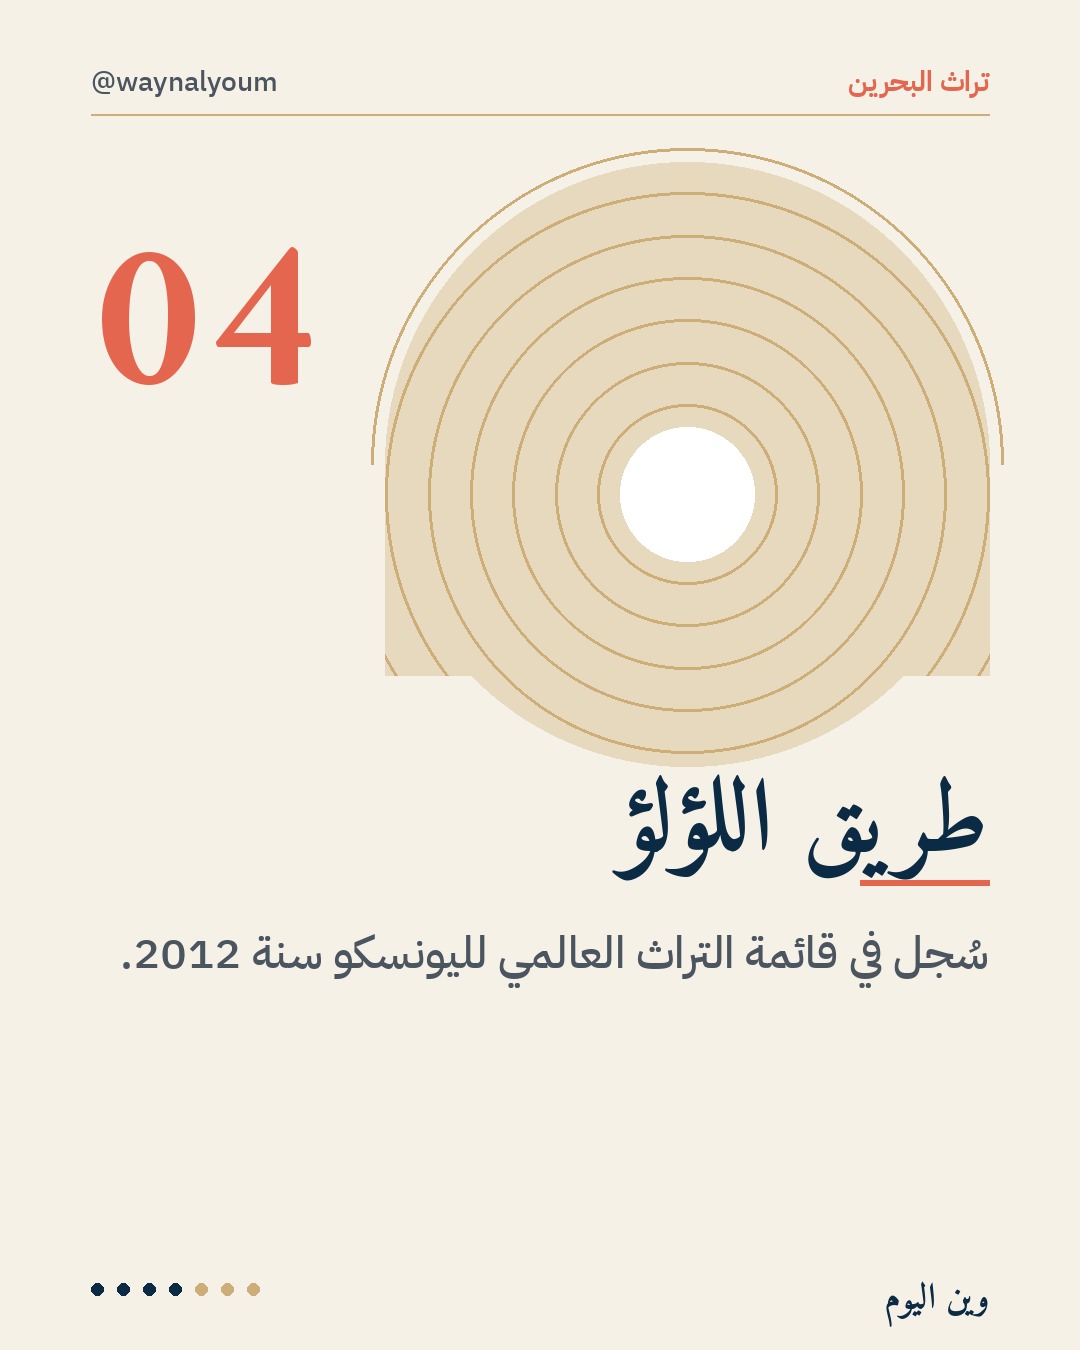 تراث البحرين
@waynalyoum
04
طريق اللؤلؤ
سُجل في قائمة التراث العالمي لليونسكو سنة 2012.
وين اليوم